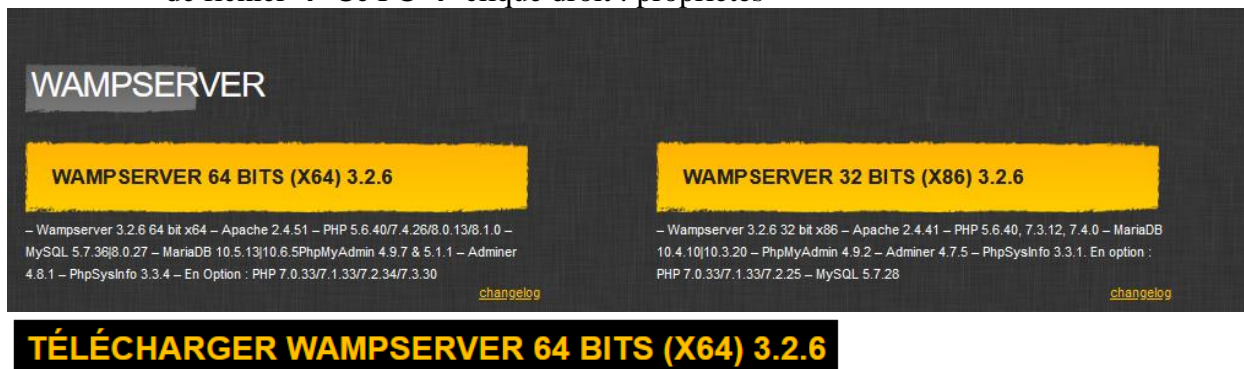 WAMPSERVER
WAMPSERVER 64 BITS (X64) 3.2.6
– Wampserver 3.2.6 64 bit x64 – Apache 2.4.51 – PHP 5.6.40/7.4.26/8.0.13/8.1.0 –
MySQL 5.7.36|8.0.27 – MariaDB 10.5.13|10.6.5PhpMyAdmin 4.9.7 & 5.1.1 – Adminer
4.8.1 – PhpSysInfo 3.3.4 – En Option : PHP 7.0.33/7.1.33/7.2.34/7.3.30
changelog
WAMPSERVER 32 BITS (X86) 3.2.6
– Wampserver 3.2.6 32 bit x86 – Apache 2.4.41 – PHP 5.6.40, 7.3.12, 7.4.0 – MariaDB
10.4.10|10.3.20 – PhpMyAdmin 4.9.2 – Adminer 4.7.5 – PhpSysInfo 3.3.1. En option :
PHP 7.0.33/7.1.33/7.2.25 – MySQL 5.7.28
changelog
TÉLÉCHARGER WAMPSERVER 64 BITS (X64) 3.2.6